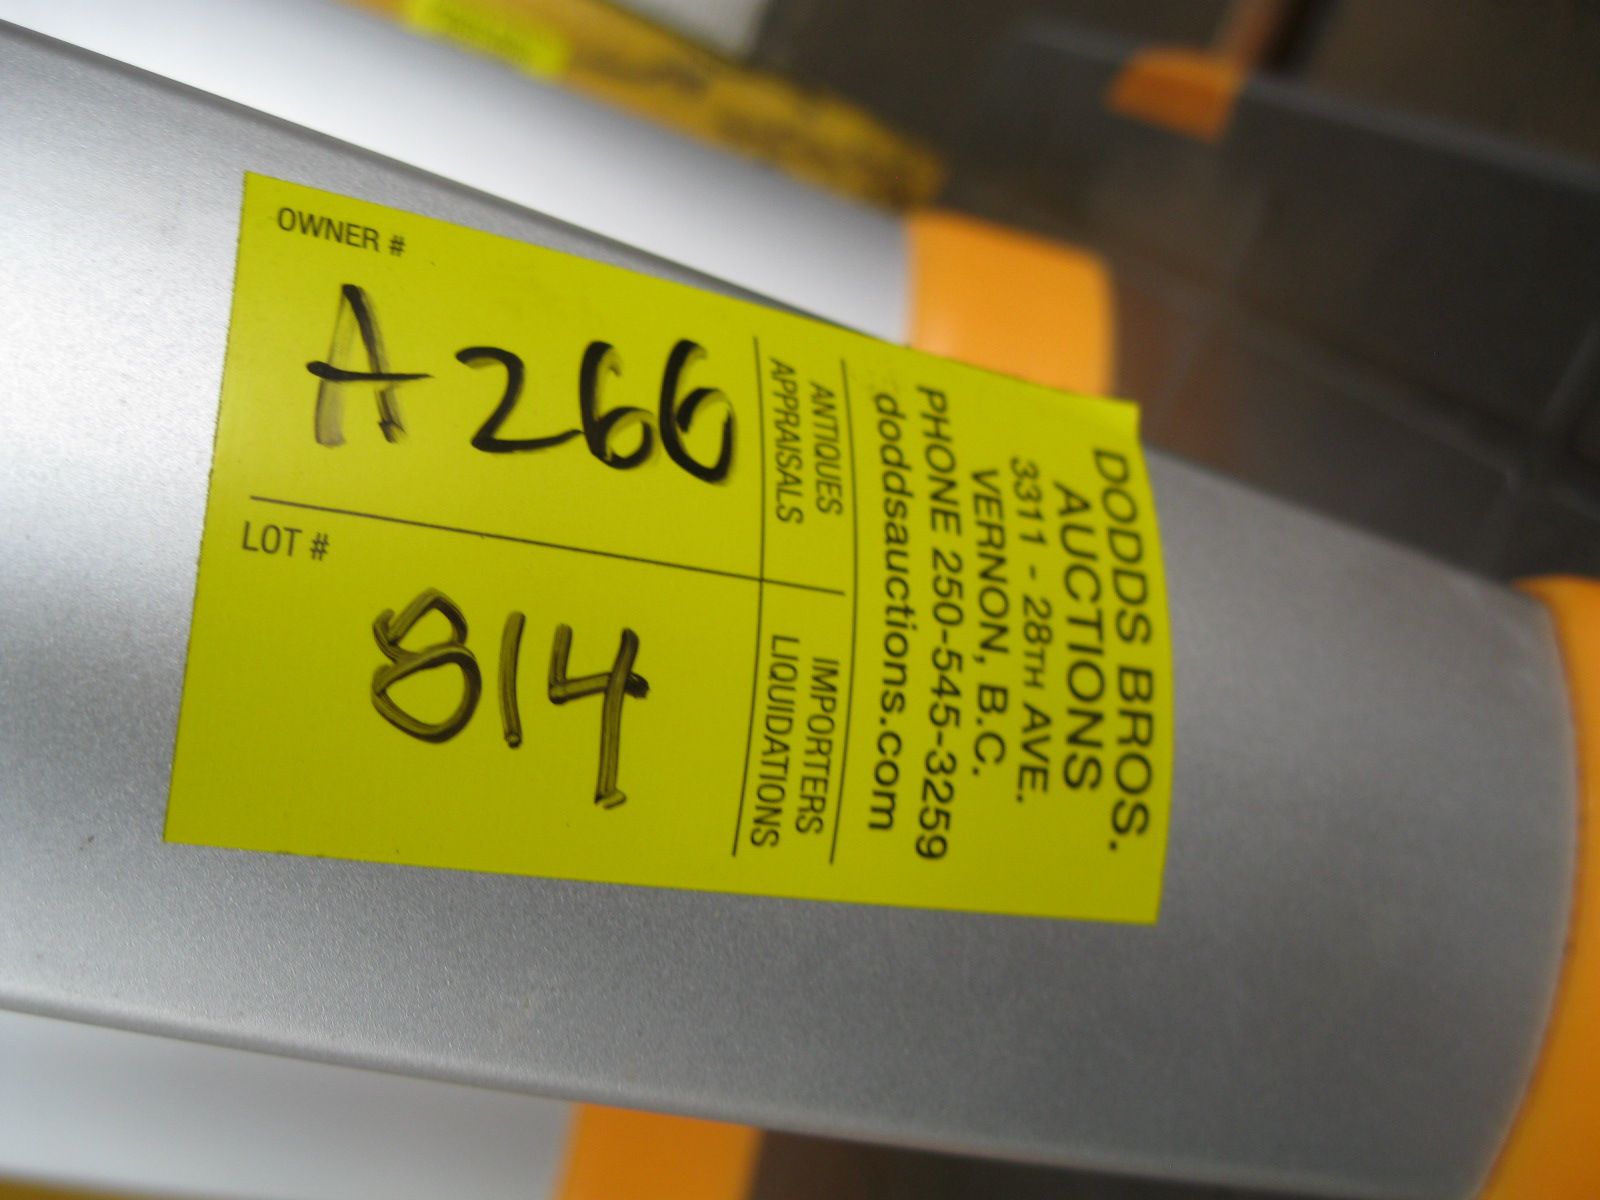 DODDS BROS.
AUCTIONS
3311 - 28TH AVE.
VERNON, B.C.
PHONE 250-545-3259
doddsauctions.com
ANTIQUES
APPRAISALS
IMPORTERS
LIQUIDATIONS
OWNER #
A266
LOT #
814